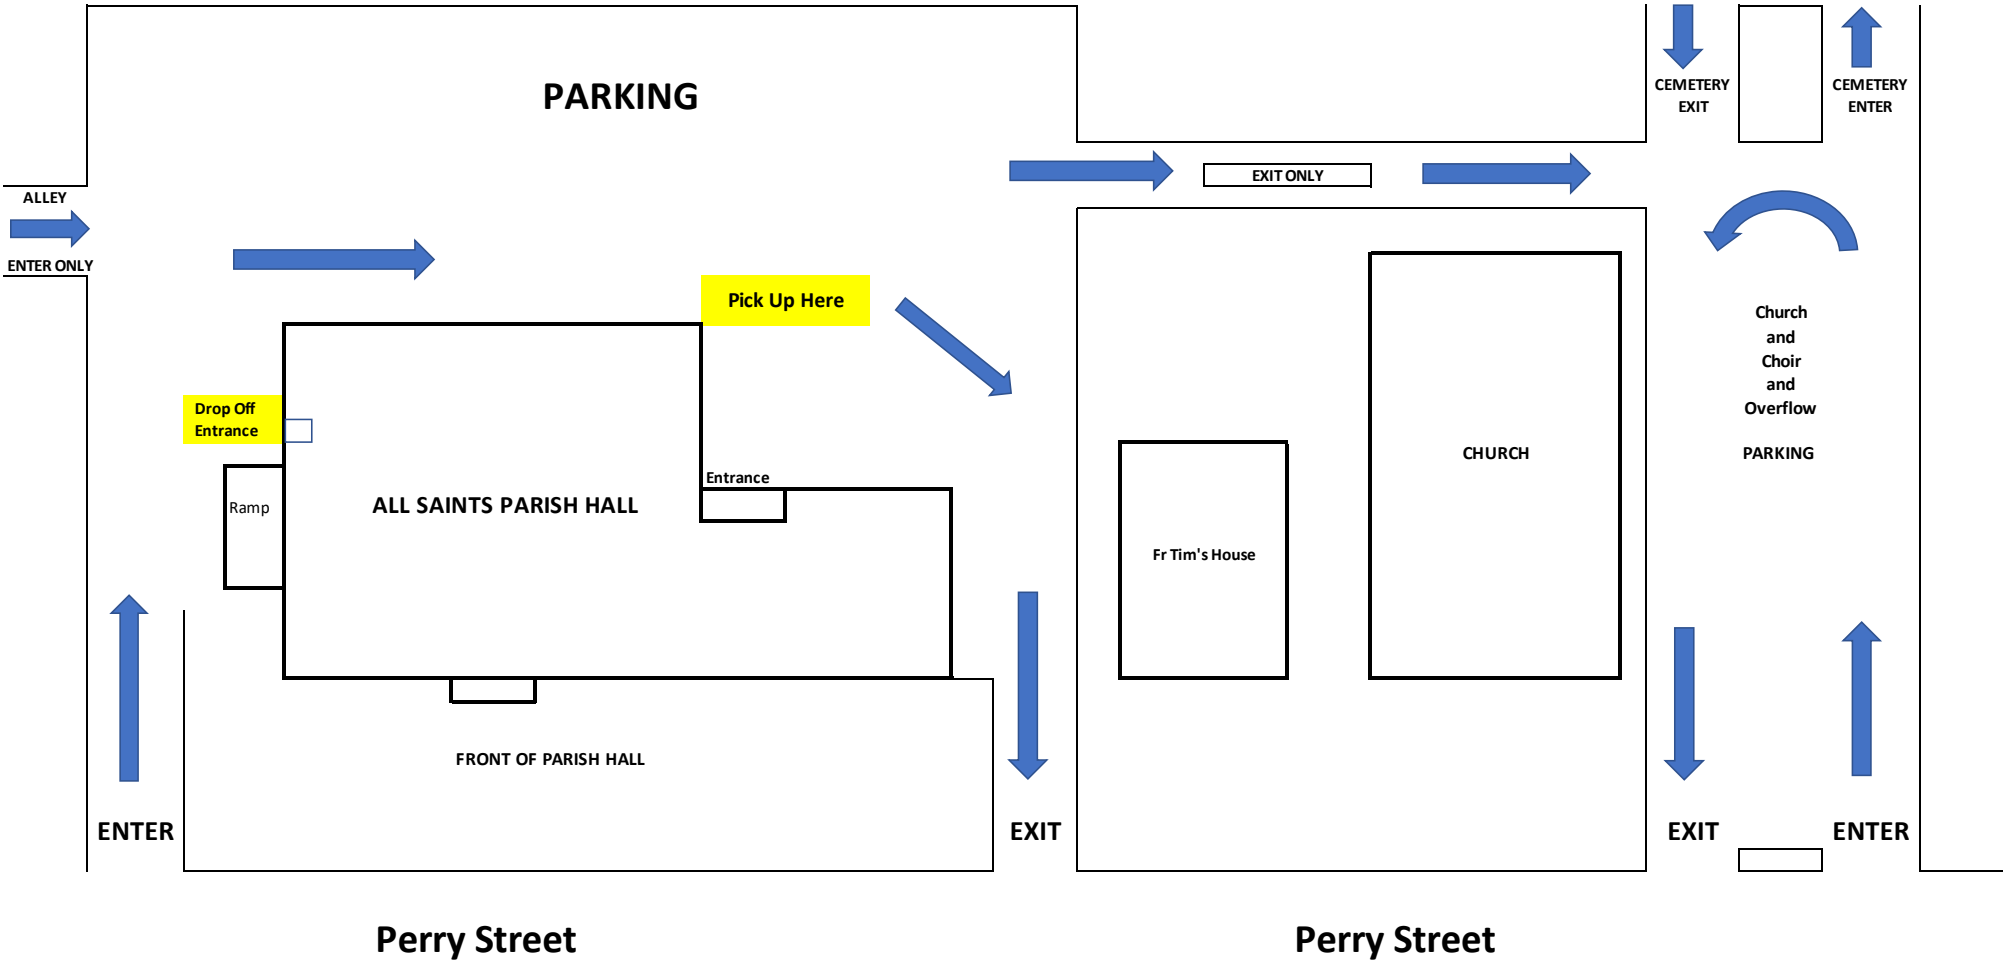 PARKING
CEMETERY
EXIT
CEMETERY
ENTER
ALLEY
ENTER ONLY
EXIT ONLY
Pick Up Here
Church
and
Choir
and
Overflow
PARKING
Drop Off
Entrance
Ramp
ALL SAINTS PARISH HALL
Entrance
CHURCH
Fr Tim's House
FRONT OF PARISH HALL
ENTER
EXIT
EXIT
ENTER
Perry Street
Perry Street